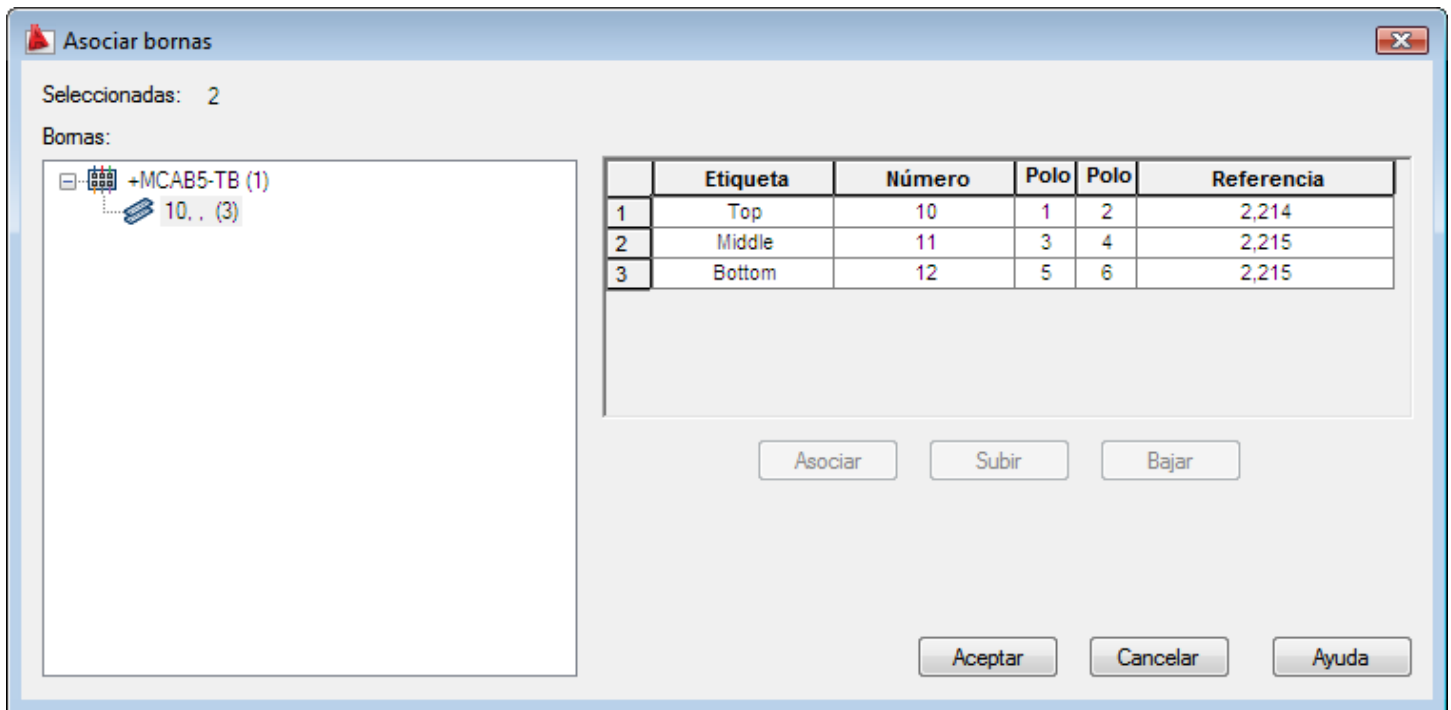 Asociar bornas
Seleccionadas: 2
Bornas:
+MCAB5-TB (1)
10, , (3)
Etiqueta Número Polo Polo Referencia
1 Top 10 1 2 2,214
2 Middle 11 3 4 2,215
3 Bottom 12 5 6 2,215
Asociar Subir Bajar
Aceptar Cancelar Ayuda